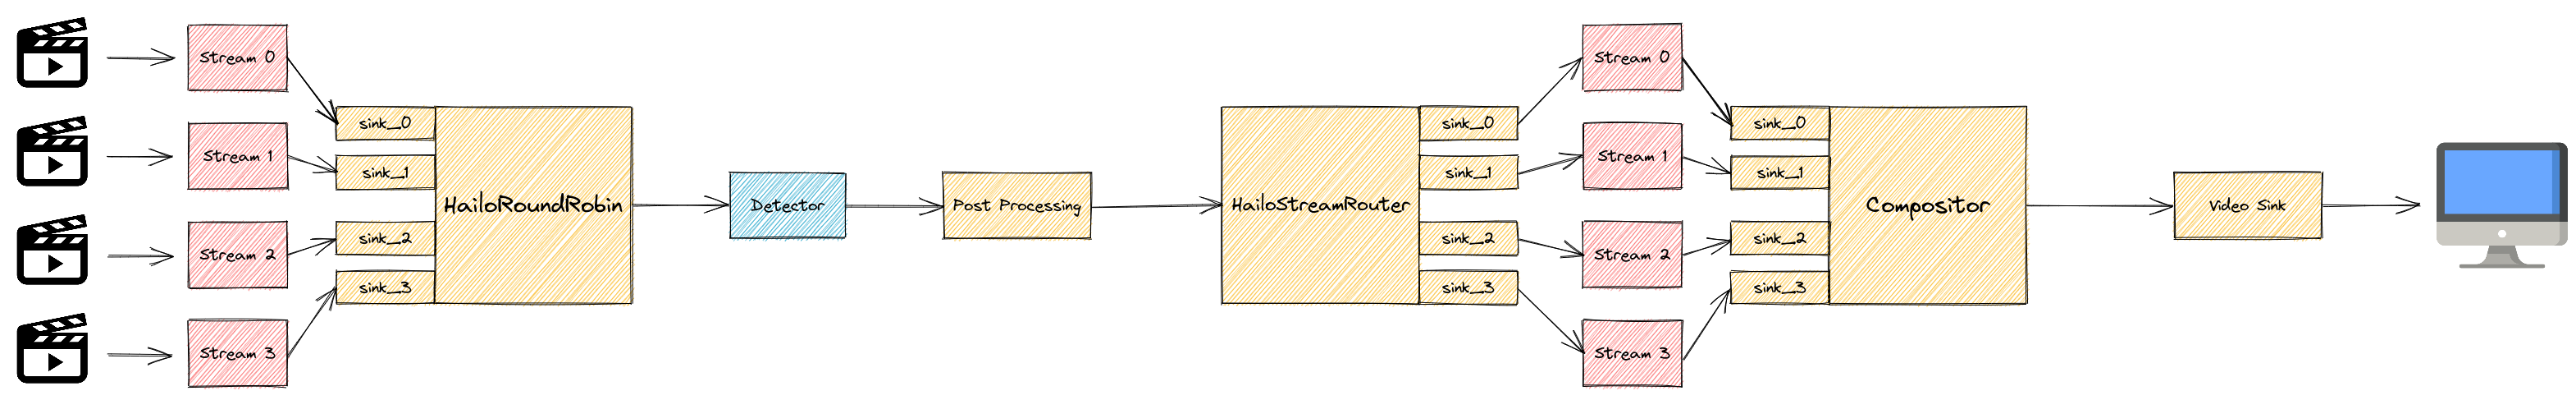 Stream 0
Stream 1
Stream 2
Stream 3
sink_0
sink_1
sink_2
sink_3
HailoRoundRobin
Detector
Post Processing
HailoStreamRouter
sink_0
sink_1
sink_2
sink_3
Stream 0
Stream 1
Stream 2
Stream 3
sink_0
sink_1
sink_2
sink_3
Compositor
Video Sink